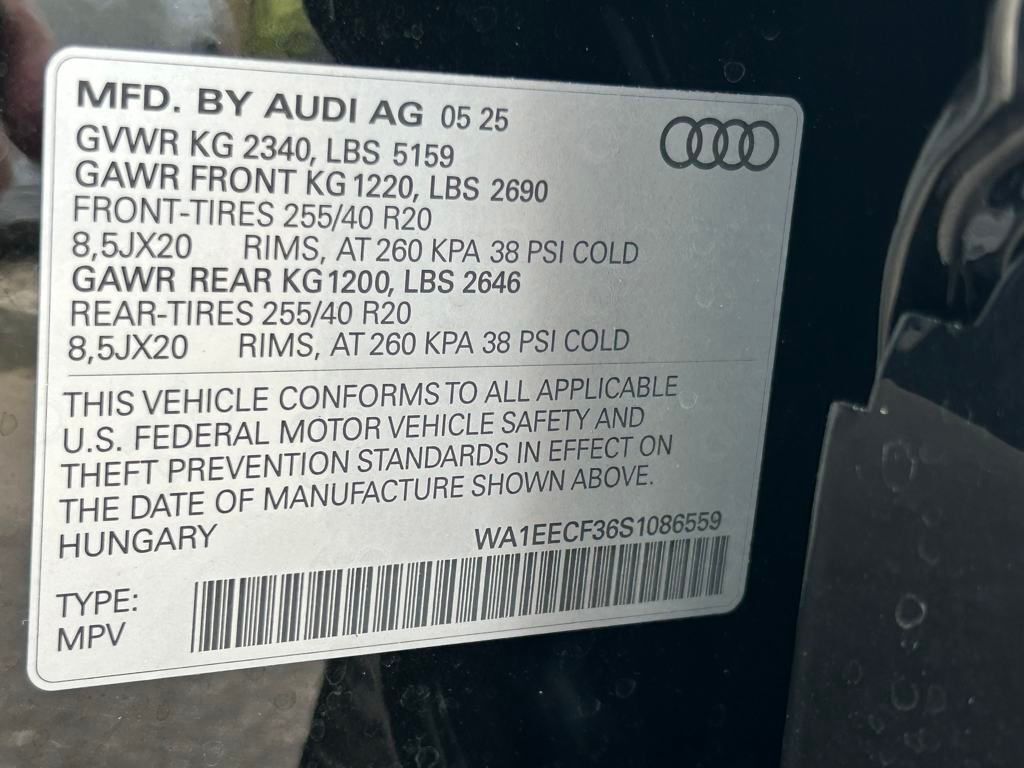 MFD. BY AUDI AG 05 25
GVWR KG 2340, LBS 5159
GAWR FRONT KG 1220, LBS 2690
FRONT-TIRES 255/40 R20
8,5JX20 RIMS, AT 260 KPA 38 PSI COLD
GAWR REAR KG 1200, LBS 2646
REAR-TIRES 255/40 R20
8,5JX20 RIMS, AT 260 KPA 38 PSI COLD
THIS VEHICLE CONFORMS TO ALL APPLICABLE
U.S. FEDERAL MOTOR VEHICLE SAFETY AND
THEFT PREVENTION STANDARDS IN EFFECT ON
THE DATE OF MANUFACTURE SHOWN ABOVE.
HUNGARY WA1EECF36S1086559
TYPE:
MPV